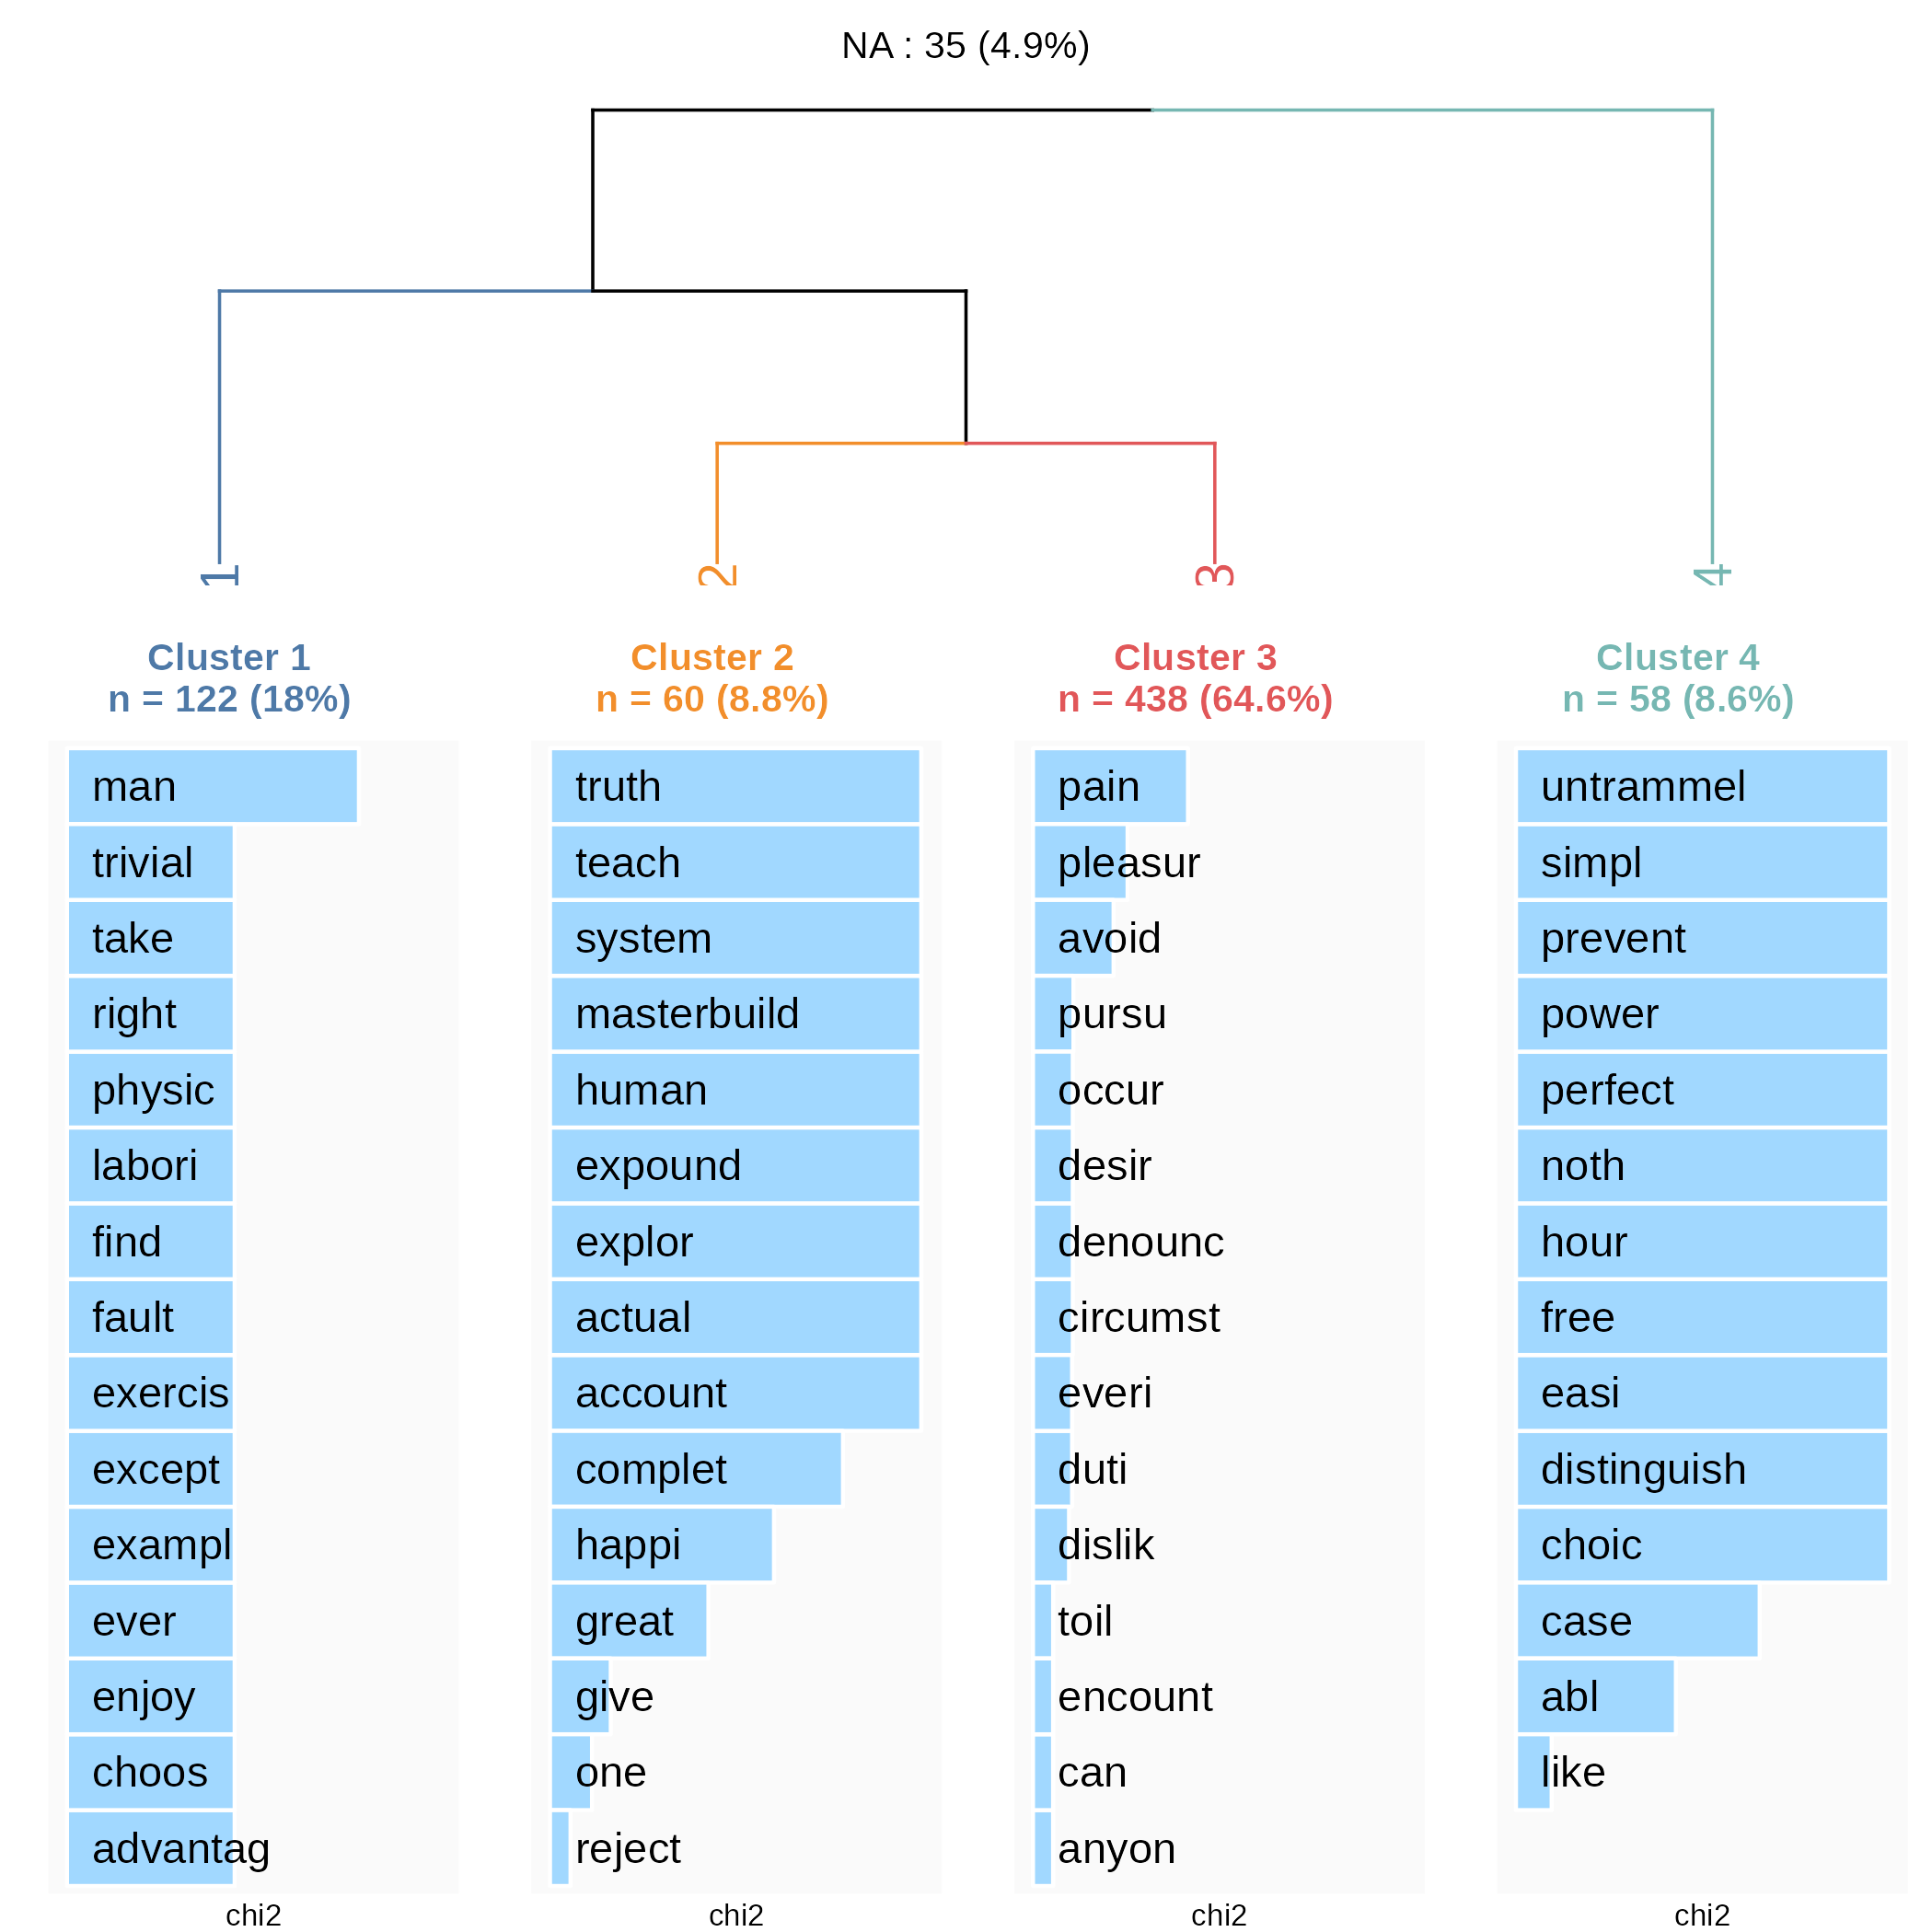 NA : 35 (4.9%)
1
2
3
4
Cluster 1
n = 122 (18%)
man
trivial
take
right
physic
labori
find
fault
exercis
except
exampl
ever
enjoy
choos
advantag
chi2
Cluster 2
n = 60 (8.8%)
truth
teach
system
masterbuild
human
expound
explor
actual
account
complet
happi
great
give
one
reject
chi2
Cluster 3
n = 438 (64.6%)
pain
pleasur
avoid
pursu
occur
desir
denounc
circumst
everi
duti
dislik
toil
encount
can
anyon
chi2
Cluster 4
n = 58 (8.6%)
untrammel
simpl
prevent
power
perfect
noth
hour
free
easi
distinguish
choic
case
abl
like
chi2